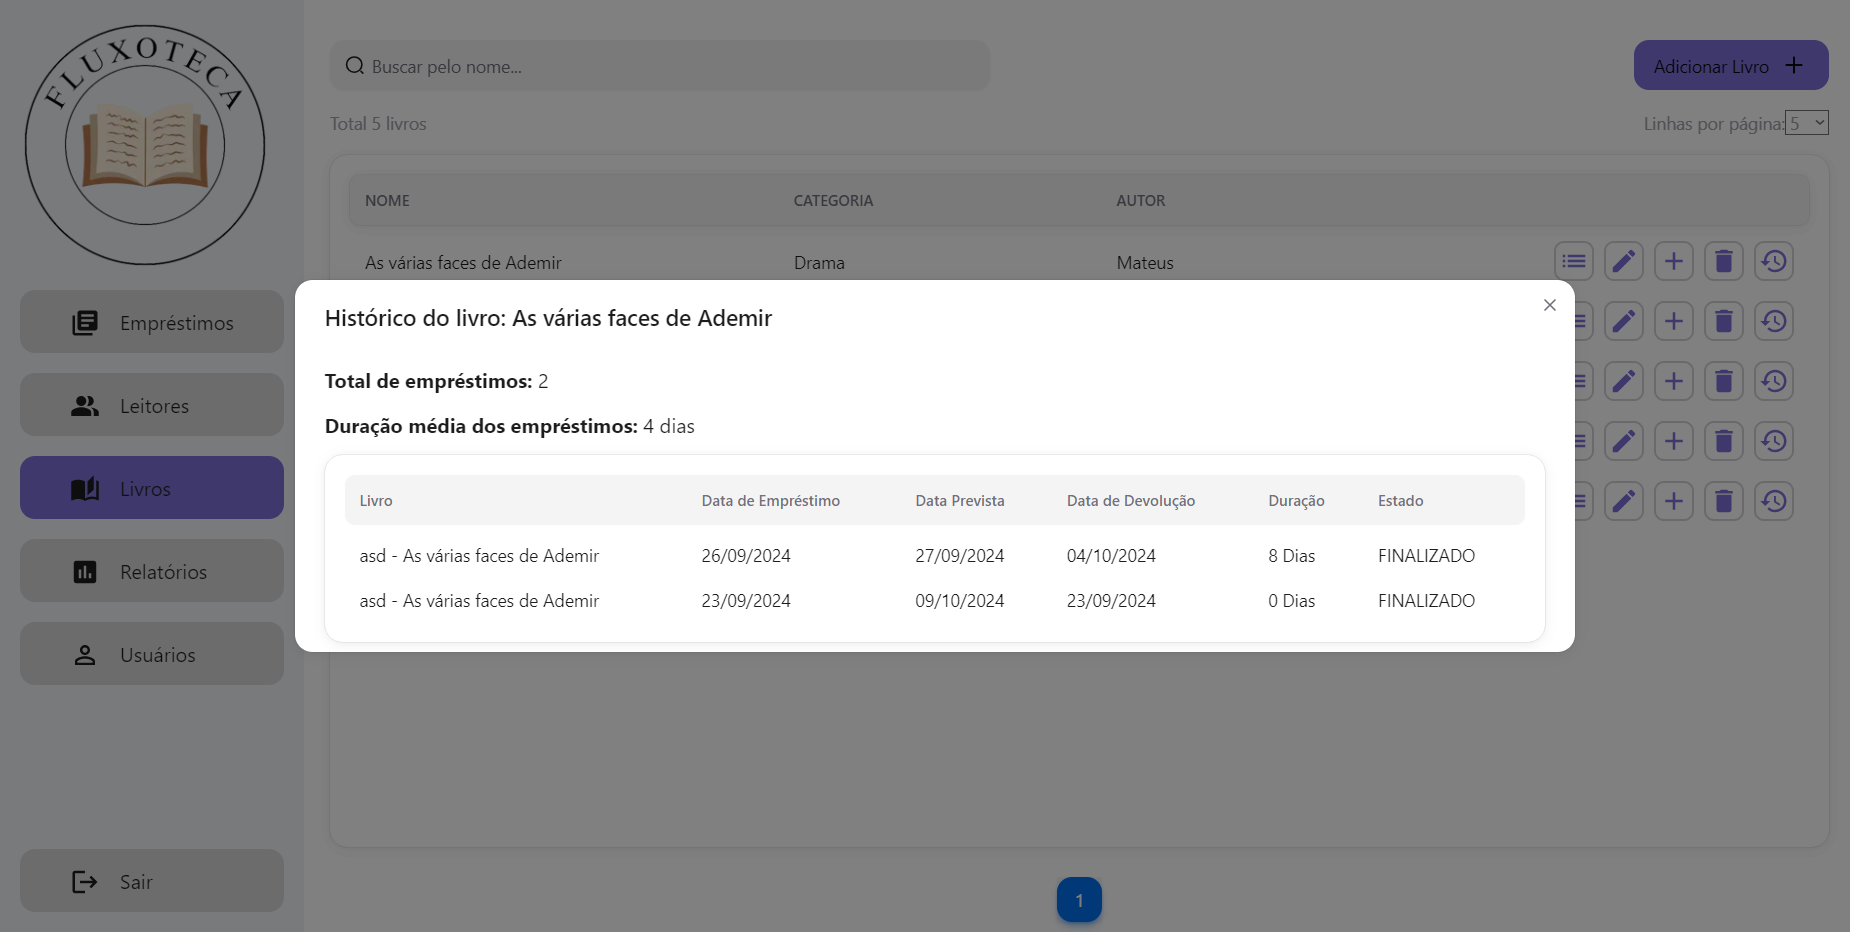 FLUXOTECA
Empréstimos
Leitores
Livros
Relatórios
Usuários
Sair
Buscar pelo nome...
Adicionar Livro
Total 5 livros
Linhas por página: 5
NOME CATEGORIA AUTOR
As várias faces de Ademir Drama Mateus
Histórico do livro: As várias faces de Ademir
Total de empréstimos: 2
Duração média dos empréstimos: 4 dias
Livro Data de Empréstimo Data Prevista Data de Devolução Duração Estado
asd - As várias faces de Ademir 26/09/2024 27/09/2024 04/10/2024 8 Dias FINALIZADO
asd - As várias faces de Ademir 23/09/2024 09/10/2024 23/09/2024 0 Dias FINALIZADO
1